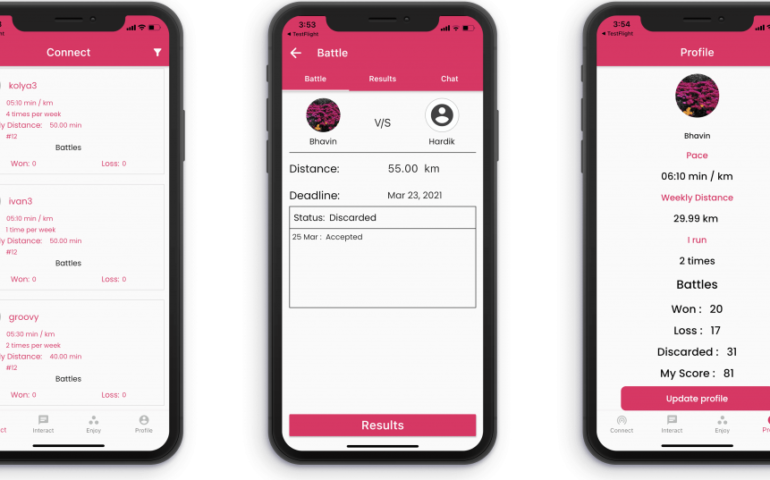 3
Connect
kolya3
05:10 min / km
4 times per week
ly Distance: 50.00 min
#12
Battles
Won: 0 Loss: 0
ivan3
05:10 min / km
1 time per week
ly Distance: 50.00 min
#12
Battles
Won: 0 Loss: 0
groovy
05:30 min / km
2 times per week
ly Distance: 40.00 min
#12
Battles
Won: 0 Loss: 0
ct Interact Enjoy Profile
3:53
◀ TestFlight
Battle
Battle Results Chat
V/S
Bhavin Hardik
Distance: 55.00 km
Deadline: Mar 23, 2021
Status: Discarded
25 Mar : Accepted
Results
3:54
◀ TestFlight
Profile
Bhavin
Pace
06:10 min / km
Weekly Distance
29.99 km
I run
2 times
Battles
Won : 20
Loss : 17
Discarded : 31
My Score : 81
Update profile
Connect Interact Enjoy Pro